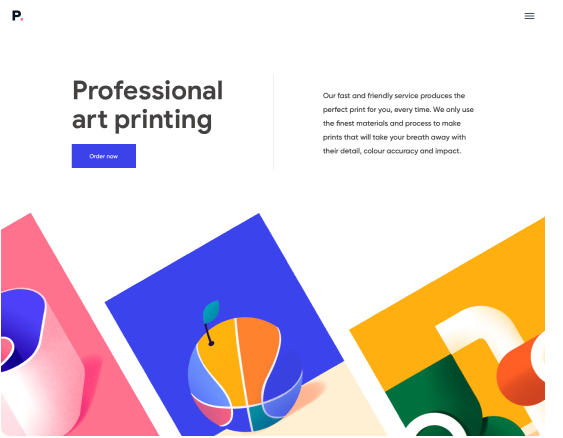 P.
Professional
art printing
Order now
Our fast and friendly service produces the
perfect print for you, every time. We only use
the finest materials and process to make
prints that will take your breath away with
their detail, colour accuracy and impact.